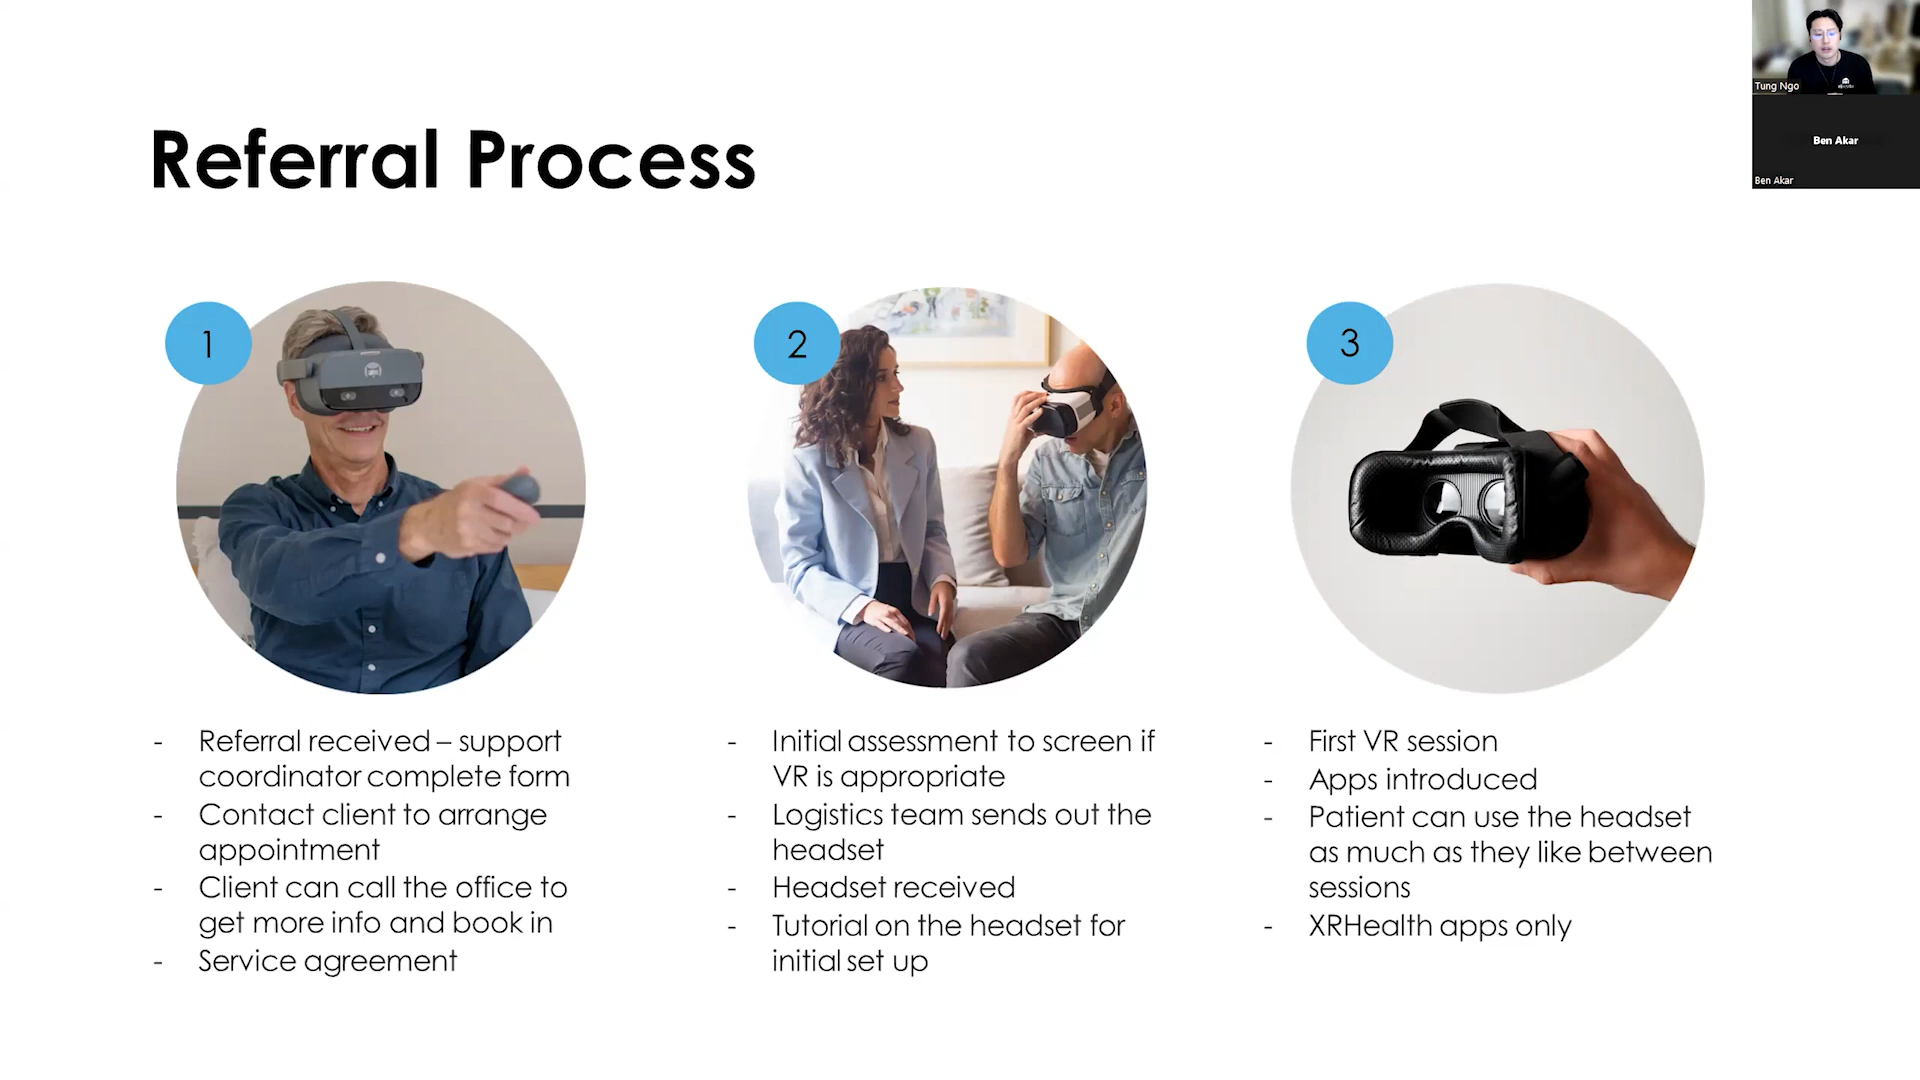 Tung Ngo
Ben Akar
Ben Akar
Referral Process
1
- Referral received – support
coordinator complete form
- Contact client to arrange
appointment
- Client can call the office to
get more info and book in
- Service agreement
2
- Initial assessment to screen if
VR is appropriate
- Logistics team sends out the
headset
- Headset received
- Tutorial on the headset for
initial set up
3
- First VR session
- Apps introduced
- Patient can use the headset
as much as they like between
sessions
- XRHealth apps only